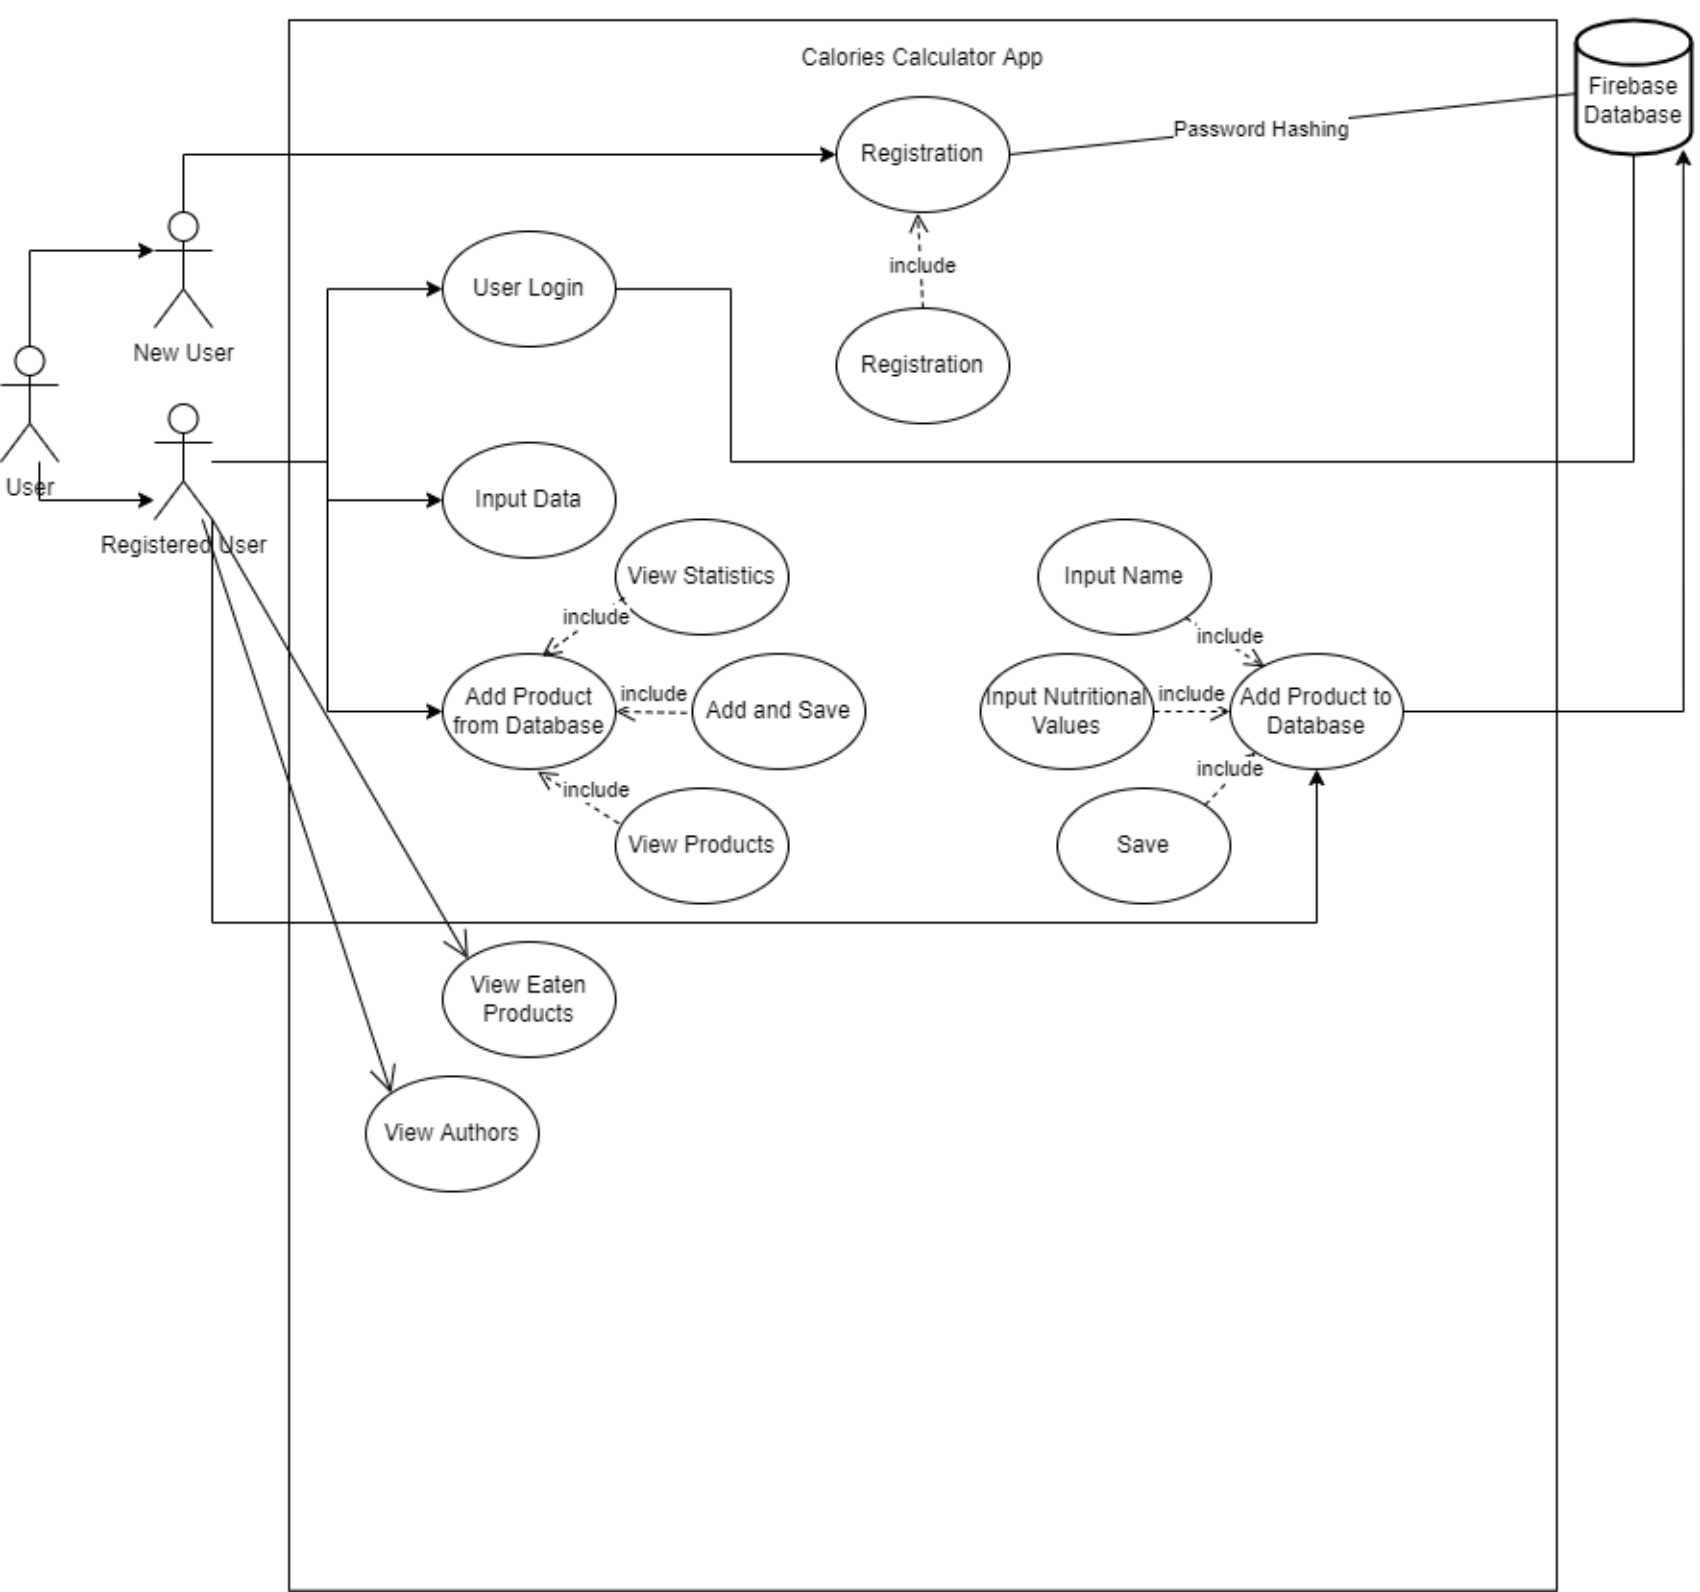 Calories Calculator App
Firebase
Database
Password Hashing
Registration
include
User Login
New User
Registration
User
Input Data
Registered User
View Statistics
Input Name
include
include
Add Product
from Database
include
Add and Save
Input Nutritional
Values
include
Add Product to
Database
include
include
View Products
Save
View Eaten
Products
View Authors